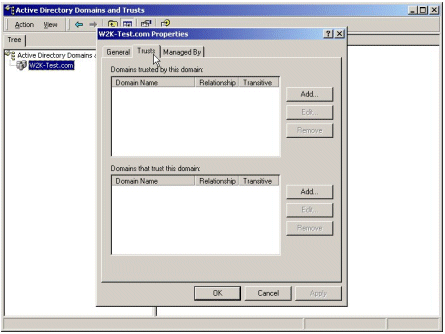 Active Directory Domains and Trusts
Action View
Tree
Active Directory Domains a
W2K-Test.com
W2K-Test.com Properties
General Trusts Managed By
Domains trusted by this domain:
Domain Name Relationship Transitive
Add...
Edit...
Remove
Domains that trust this domain:
Domain Name Relationship Transitive
Add...
Edit...
Remove
OK Cancel Apply